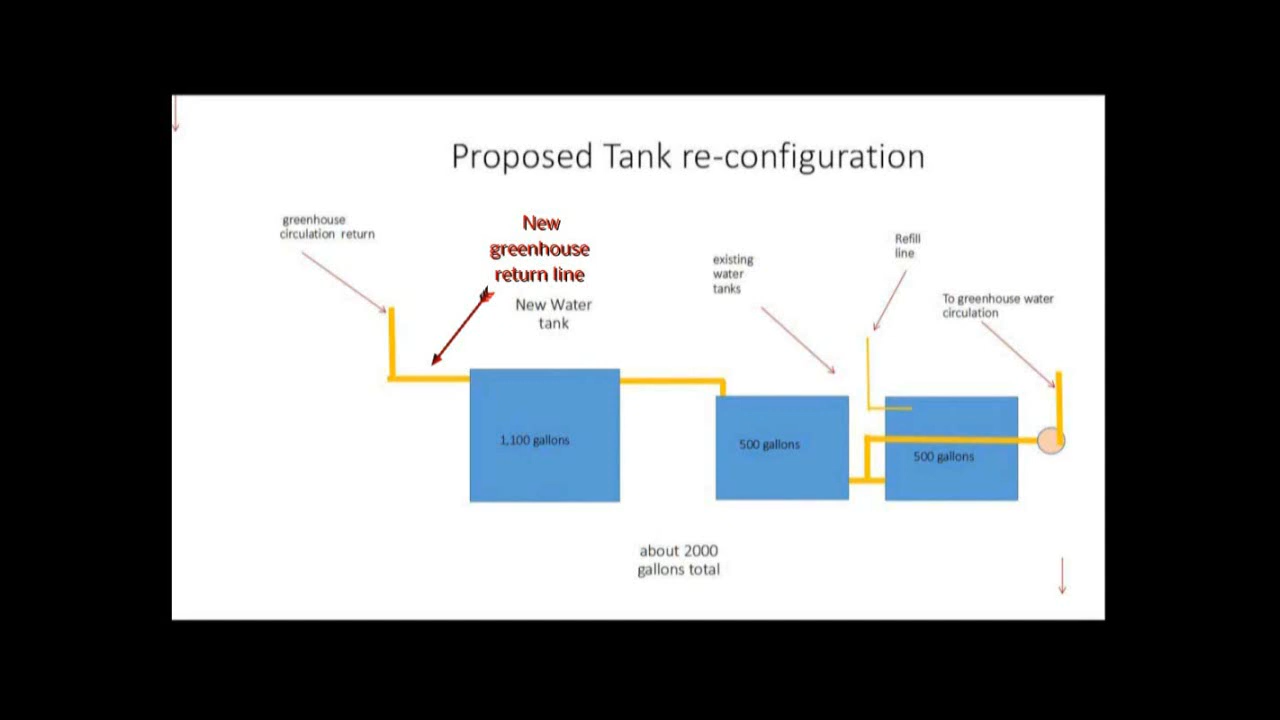 Proposed Tank re-configuration
greenhouse
circulation return
New
greenhouse
return line
New Water
tank
existing
water
tanks
Refill
line
To greenhouse water
circulation
1,100 gallons
500 gallons
500 gallons
about 2000
gallons total